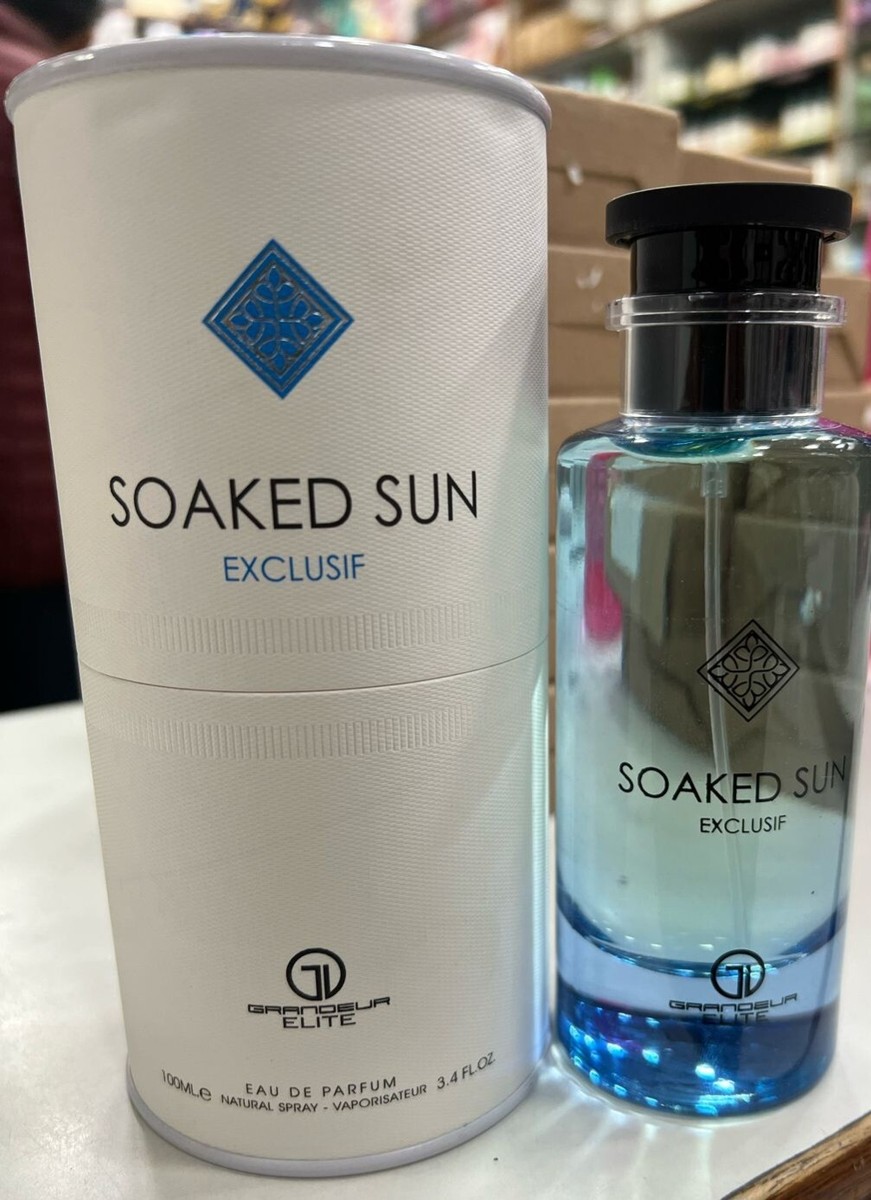 SOAKED SUN
EXCLUSIF
GRANDEUR
ELITE
100ML.e EAU DE PARFUM 3.4 FL.OZ.
NATURAL SPRAY - VAPORISATEUR
SOAKED SUN
EXCLUSIF
GRANDEUR
ELITE